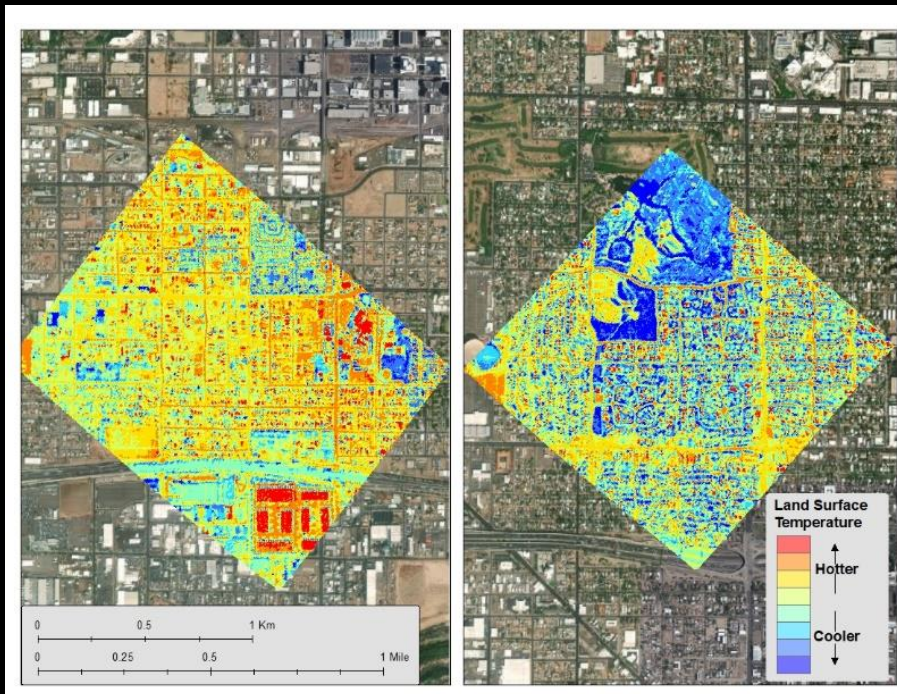 0 0.5 1 Km
0 0.25 0.5 1 Mile
Land Surface
Temperature
Hotter
Cooler